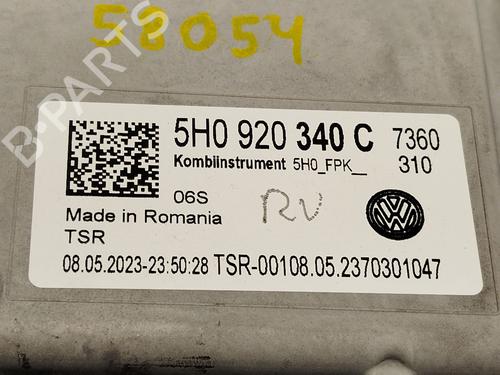 58054
B-PARTS
5H0 920 340 C 7360
Kombiinstrument 5H0_FPK__ 310
06S
RV
Made in Romania
TSR
08.05.2023-23:50:28 TSR-00108.05.2370301047